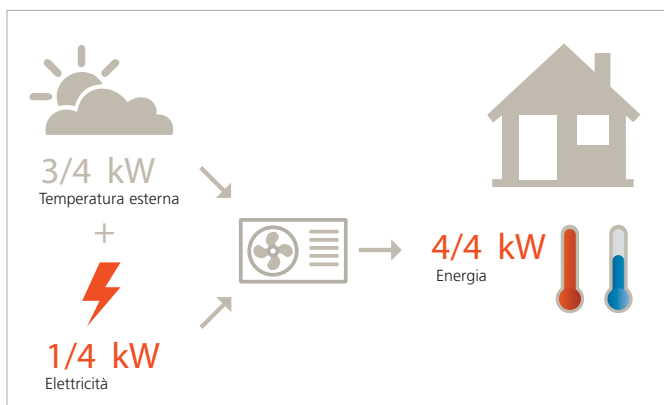 3/4 kW
Temperatura esterna
+
1/4 kW
Elettricità
4/4 kW
Energia